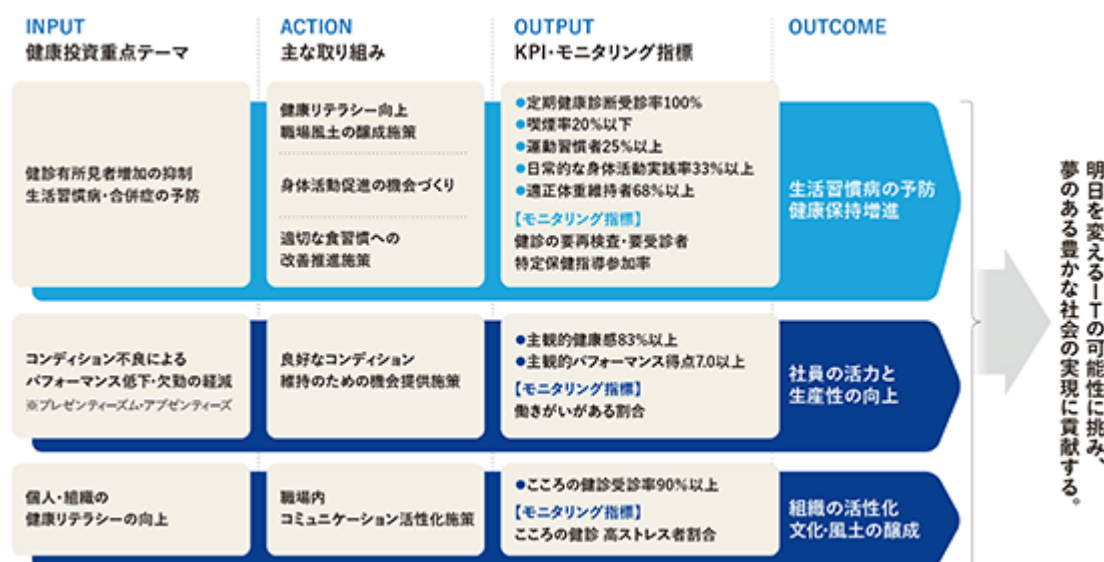 INPUT
健康投資重点テーマ
ACTION
主な取り組み
OUTPUT
KPI・モニタリング指標
OUTCOME
健診有所見者増加の抑制
生活習慣病・合併症の予防
健康リテラシー向上
職場風土の醸成施策
身体活動促進の機会づくり
適切な食習慣への
改善推進施策
●定期健康診断受診率100%
●喫煙率20%以下
●運動習慣者25%以上
●日常的な身体活動実践率33%以上
●適正体重維持者68%以上
【モニタリング指標】
健診の要再検査・要受診者
特定保健指導参加率
生活習慣病の予防
健康保持増進
コンディション不良による
パフォーマンス低下・欠勤の軽減
※プレゼンティーズム・アブゼンティーズ
良好なコンディション
維持のための機会提供施策
●主観的健康感83%以上
●主観的パフォーマンス得点7.0以上
【モニタリング指標】
働きがいがある割合
社員の活力と
生産性の向上
個人・組織の
健康リテラシーの向上
職場内
コミュニケーション活性化施策
●こころの健診受診率90%以上
【モニタリング指標】
こころの健診 高ストレス者割合
組織の活性化
文化・風土の醸成
明日を変えるITの可能性に挑み、
夢のある豊かな社会の実現に貢献する。